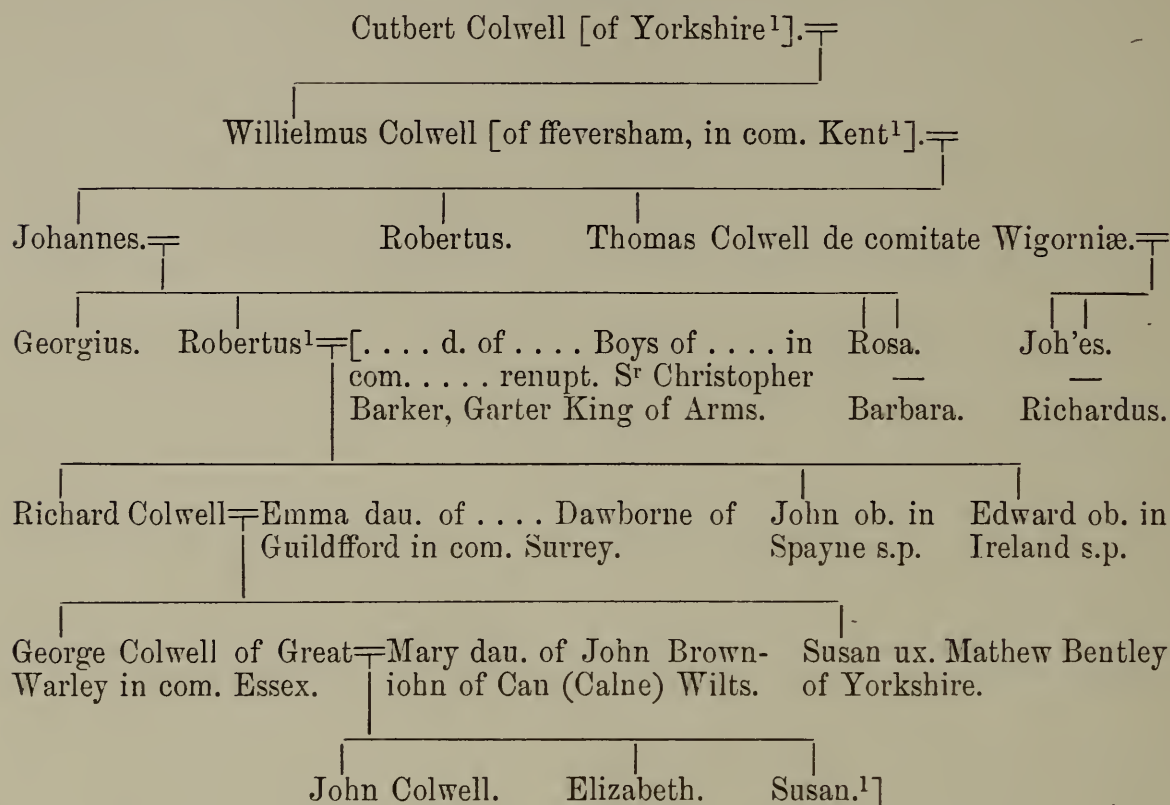 Cutbert Colwell [of Yorkshire¹].
Willielmus Colwell [of ffeversham, in com. Kent¹].
Johannes. Robertus. Thomas Colwell de comitate Wigorniæ.
Georgius. Robertus¹ [. . . . d. of . . . . Boys of . . . . in Rosa. Joh'es.
com. . . . . renupt. Sʳ Christopher — —
Barker, Garter King of Arms. Barbara. Richardus.
Richard Colwell Emma dau. of . . . . Dawborne of John ob. in Edward ob. in
Guildfford in com. Surrey. Spayne s.p. Ireland s.p.
George Colwell of Great Mary dau. of John Brown- Susan ux. Mathew Bentley
Warley in com. Essex. iohn of Can (Calne) Wilts. of Yorkshire.
John Colwell. Elizabeth. Susan.¹]